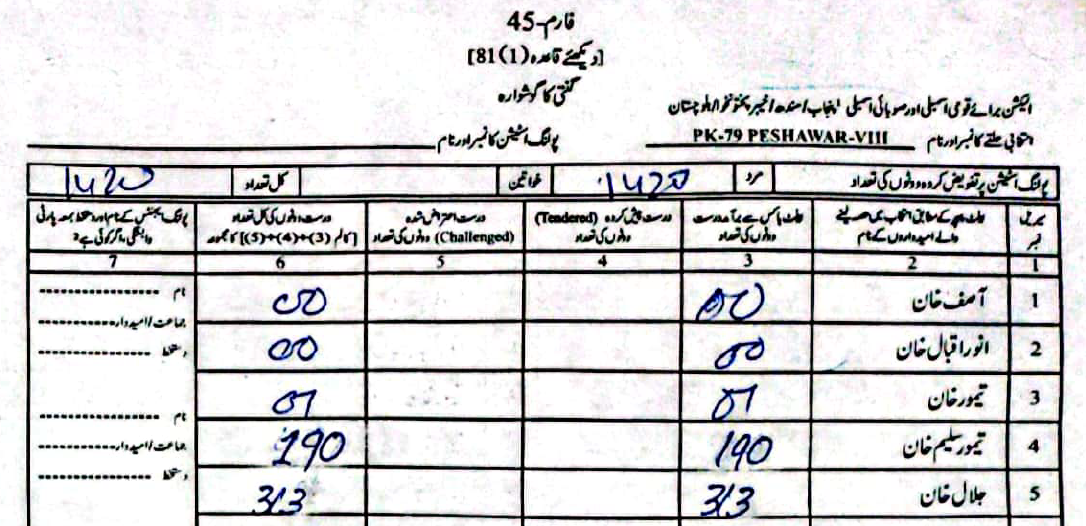 فارم-45
[دیکھئے قاعدہ (1)81]
گنتی کا گوشوارہ
الیکشن برائے قومی اسمبلی اور صوبائی اسمبلی پنجاب/سندھ/خیبر پختونخوا/بلوچستان
انتخابی حلقے کا نمبر اور نام PK-79 PESHAWAR-VIII پولنگ اسٹیشن کا نمبر اور نام
پولنگ اسٹیشن پر تفویض کردہ ووٹوں کی تعداد مرد 1420 خواتین کل تعداد 1420
سیریل نمبر
ووٹ پرچہ کے مطابق انتخاب میں حصہ لینے والے امیدواروں کے نام
بیلٹ باکس سے برآمد درست ووٹوں کی تعداد
درست پیش کردہ (Tendered) ووٹوں کی تعداد
درست اعتراض شدہ (Challenged) ووٹوں کی تعداد
درست ووٹوں کی کل تعداد [کالم (3)+(4)+(5)] کا مجموعہ
پولنگ ایجنٹس کے نام اور دستخط بمعہ پارٹی وابستگی، اگر کوئی ہے؟
1 2 3 4 5 6 7
1 آصف خان 00 00
2 انور اقبال خان 00 00
3 تیمور خان 01 01
4 تیمور سلیم خان 190 190
5 جلال خان 313 313
نام
جماعت/امیدوار
دستخط
نام
جماعت/امیدوار
دستخط